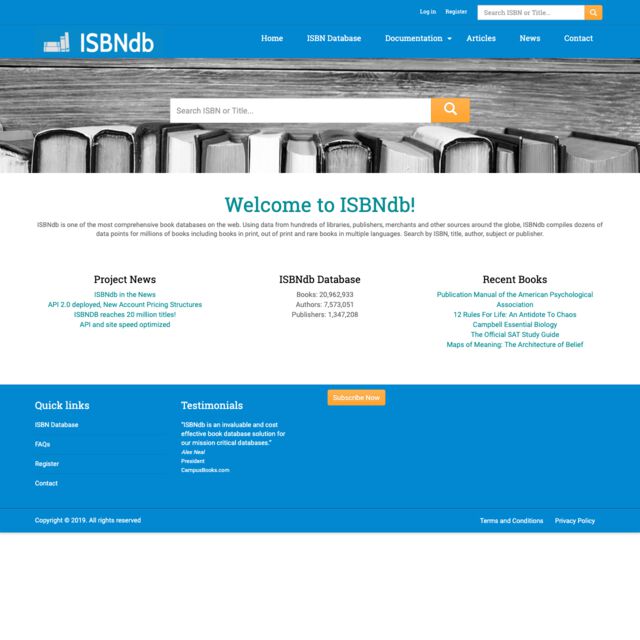 Log in
Register
Search ISBN or Title...
ISBNdb
Home
ISBN Database
Documentation
Articles
News
Contact
Search ISBN or Title...
Welcome to ISBNdb!
ISBNdb is one of the most comprehensive book databases on the web. Using data from hundreds of libraries, publishers, merchants and other sources around the globe, ISBNdb compiles dozens of
data points for millions of books including books in print, out of print and rare books in multiple languages. Search by ISBN, title, author, subject or publisher.
Project News
ISBNdb in the News
API 2.0 deployed, New Account Pricing Structures
ISBNDB reaches 20 million titles!
API and site speed optimized
ISBNdb Database
Books: 20,962,933
Authors: 7,573,051
Publishers: 1,347,208
Recent Books
Publication Manual of the American Psychological
Association
12 Rules For Life: An Antidote To Chaos
Campbell Essential Biology
The Official SAT Study Guide
Maps of Meaning: The Architecture of Belief
Quick links
ISBN Database
FAQs
Register
Contact
Testimonials
"ISBNdb is an invaluable and cost
effective book database solution for
our mission critical databases."
Alex Neal
President
CampusBooks.com
Subscribe Now
Copyright © 2019. All rights reserved
Terms and Conditions
Privacy Policy